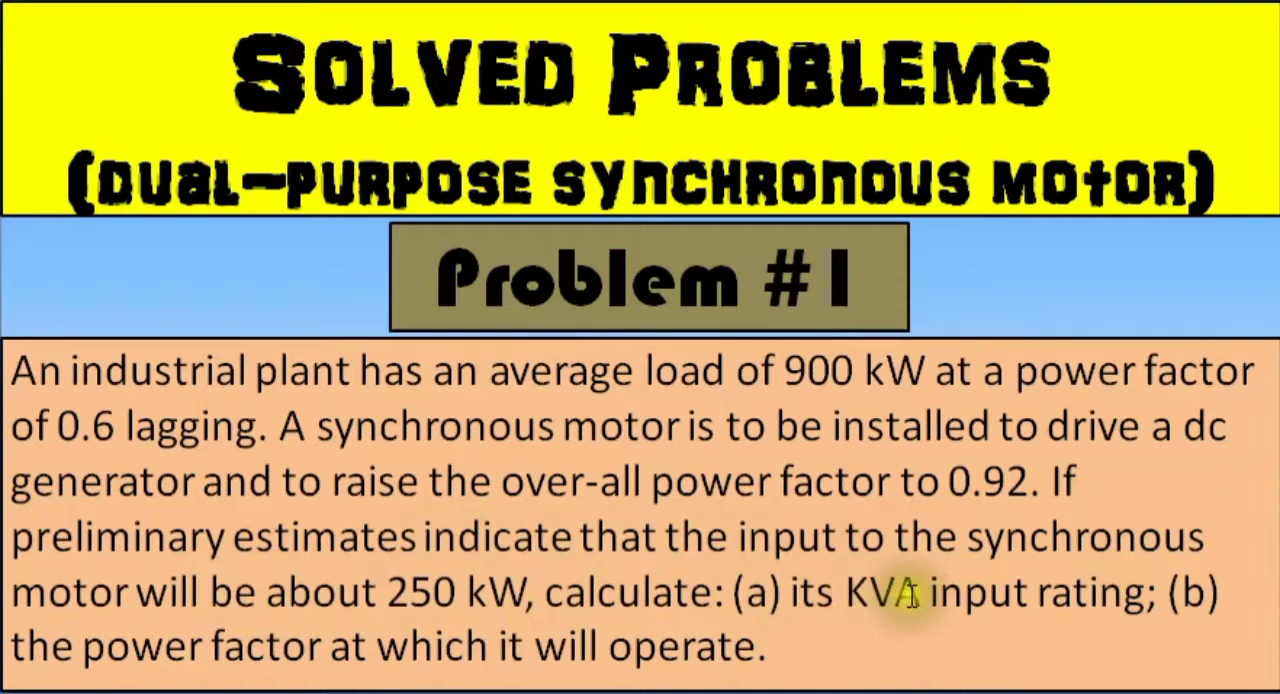 SOLVED PROBLEMS
(DUAL-PURPOSE SYNCHRONOUS MOTOR)
Problem #1
An industrial plant has an average load of 900 kW at a power factor
of 0.6 lagging. A synchronous motor is to be installed to drive a dc
generator and to raise the over-all power factor to 0.92. If
preliminary estimates indicate that the input to the synchronous
motor will be about 250 kW, calculate: (a) its KVA input rating; (b)
the power factor at which it will operate.